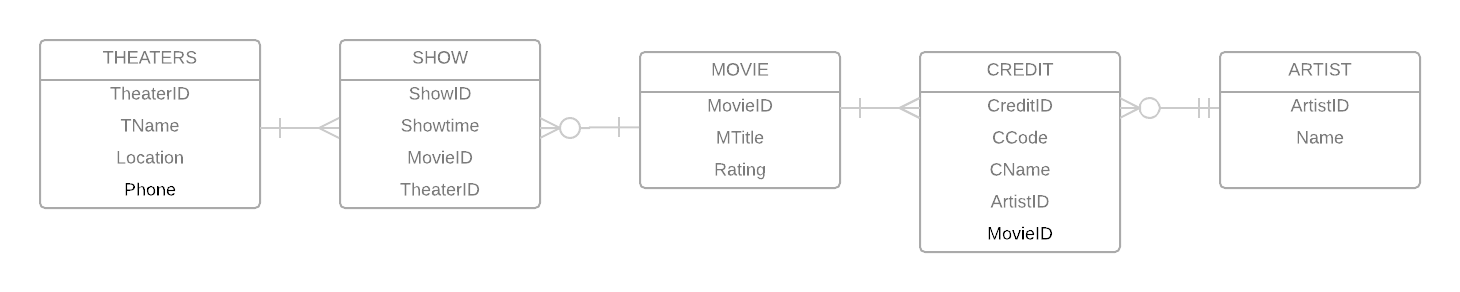 THEATERS
TheaterID
TName
Location
Phone
SHOW
ShowID
Showtime
MovieID
TheaterID
MOVIE
MovieID
MTitle
Rating
CREDIT
CreditID
CCode
CName
ArtistID
MovieID
ARTIST
ArtistID
Name